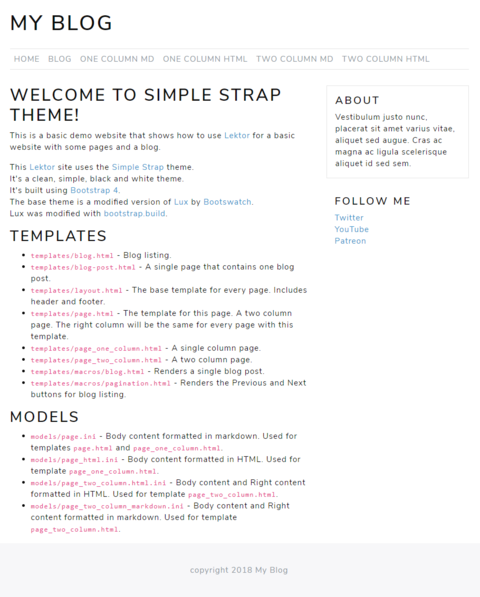 MY BLOG
HOME BLOG ONE COLUMN MD ONE COLUMN HTML TWO COLUMN MD TWO COLUMN HTML
WELCOME TO SIMPLE STRAP
THEME!
This is a basic demo website that shows how to use Lektor for a basic
website with some pages and a blog.
This Lektor site uses the Simple Strap theme.
It's a clean, simple, black and white theme.
It's built using Bootstrap 4.
The base theme is a modified version of Lux by Bootswatch.
Lux was modified with bootstrap.build.
TEMPLATES
• templates/blog.html - Blog listing.
• templates/blog-post.html - A single page that contains one blog
post.
• templates/layout.html - The base template for every page. Includes
header and footer.
• templates/page.html - The template for this page. A two column
page. The right column will be the same for every page with this
template.
• templates/page_one_column.html - A single column page.
• templates/page_two_column.html - A two column page.
• templates/macros/blog.html - Renders a single blog post.
• templates/macros/pagination.html - Renders the Previous and Next
buttons for blog listing.
MODELS
• models/page.ini - Body content formatted in markdown. Used for
templates page.html and page_one_column.html.
• models/page_html.ini - Body content formatted in HTML. Used for
template page_one_column.html.
• models/page_two_column.html.ini - Body content and Right
content formatted in HTML. Used for template page_two_column.html.
• models/page_two_column_markdown.ini - Body content and Right
content formatted in markdown. Used for template
page_two_column.html.
ABOUT
Vestibulum justo nunc,
placerat sit amet varius vitae,
aliquet sed augue. Cras ac
magna ac ligula scelerisque
aliquet id sed sem.
FOLLOW ME
Twitter
YouTube
Patreon
copyright 2018 My Blog